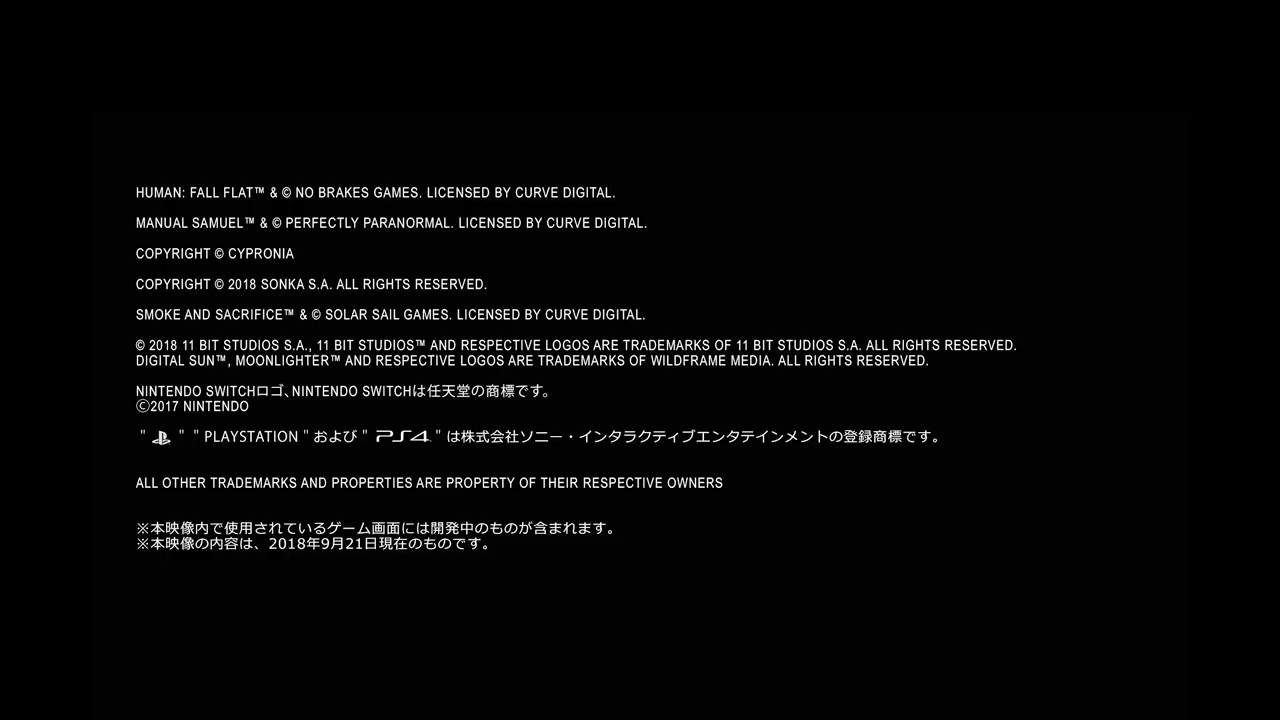 HUMAN: FALL FLAT™ & © NO BRAKES GAMES. LICENSED BY CURVE DIGITAL.
MANUAL SAMUEL™ & © PERFECTLY PARANORMAL. LICENSED BY CURVE DIGITAL.
COPYRIGHT © CYPRONIA
COPYRIGHT © 2018 SONKA S.A. ALL RIGHTS RESERVED.
SMOKE AND SACRIFICE™ & © SOLAR SAIL GAMES. LICENSED BY CURVE DIGITAL.
© 2018 11 BIT STUDIOS S.A., 11 BIT STUDIOS™ AND RESPECTIVE LOGOS ARE TRADEMARKS OF 11 BIT STUDIOS S.A. ALL RIGHTS RESERVED.
DIGITAL SUN™, MOONLIGHTER™ AND RESPECTIVE LOGOS ARE TRADEMARKS OF WILDFRAME MEDIA. ALL RIGHTS RESERVED.
NINTENDO SWITCHロゴ、NINTENDO SWITCHは任天堂の商標です。
Ⓒ2017 NINTENDO
" " " PLAYSTATION " および " PS4 " は株式会社ソニー・インタラクティブエンタテインメントの登録商標です。
ALL OTHER TRADEMARKS AND PROPERTIES ARE PROPERTY OF THEIR RESPECTIVE OWNERS
※本映像内で使用されているゲーム画面には開発中のものが含まれます。
※本映像の内容は、2018年9月21日現在のものです。